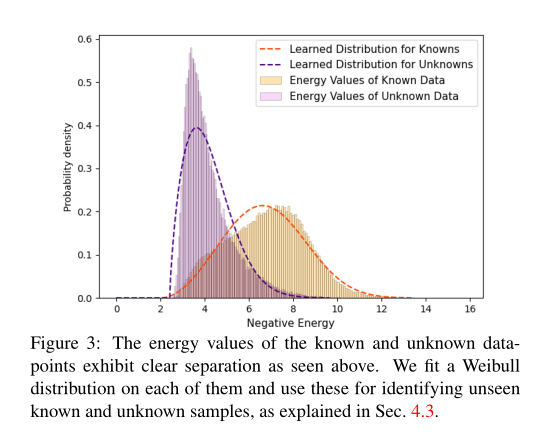 0.6
0.5
0.4
0.3
0.2
0.1
0.0
Probability density
Learned Distribution for Knowns
Learned Distribution for Unknowns
Energy Values of Known Data
Energy Values of Unknown Data
0 2 4 6 8 10 12 14 16
Negative Energy
Figure 3: The energy values of the known and unknown data-
points exhibit clear separation as seen above. We fit a Weibull
distribution on each of them and use these for identifying unseen
known and unknown samples, as explained in Sec. 4.3.